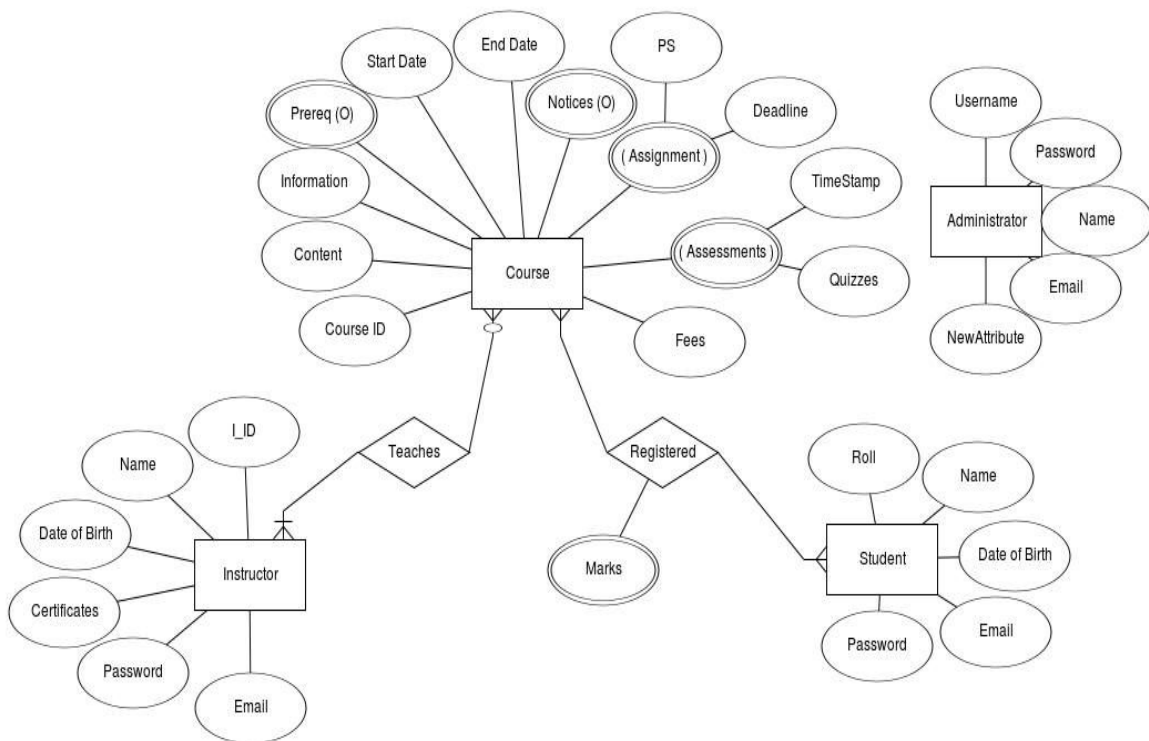 End Date
PS
Start Date
Notices (O)
Prereq (O)
Deadline
Username
( Assignment )
Password
Information
TimeStamp
Administrator
Name
Content
Course
( Assessments )
Quizzes
Email
Course ID
Fees
NewAttribute
I_ID
Teaches
Registered
Name
Roll
Name
Date of Birth
Instructor
Marks
Student
Date of Birth
Certificates
Password
Email
Password
Email